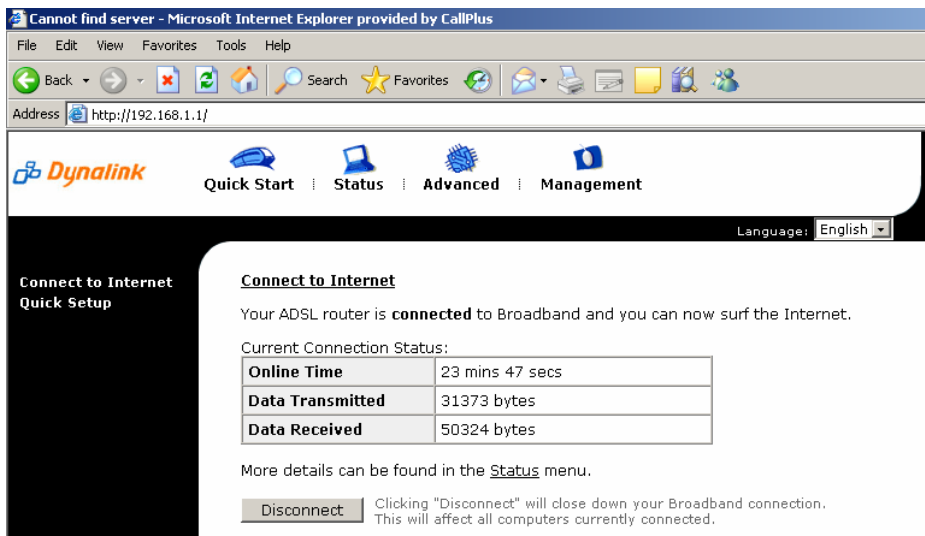 Cannot find server - Microsoft Internet Explorer provided by CallPlus
File Edit View Favorites Tools Help
Back Search Favorites
Address http://192.168.1.1/
Dynalink
Quick Start Status Advanced Management
Language: English
Connect to Internet
Quick Setup
Connect to Internet
Your ADSL router is connected to Broadband and you can now surf the Internet.
Current Connection Status:
Online Time 23 mins 47 secs
Data Transmitted 31373 bytes
Data Received 50324 bytes
More details can be found in the Status menu.
Disconnect Clicking "Disconnect" will close down your Broadband connection.
This will affect all computers currently connected.